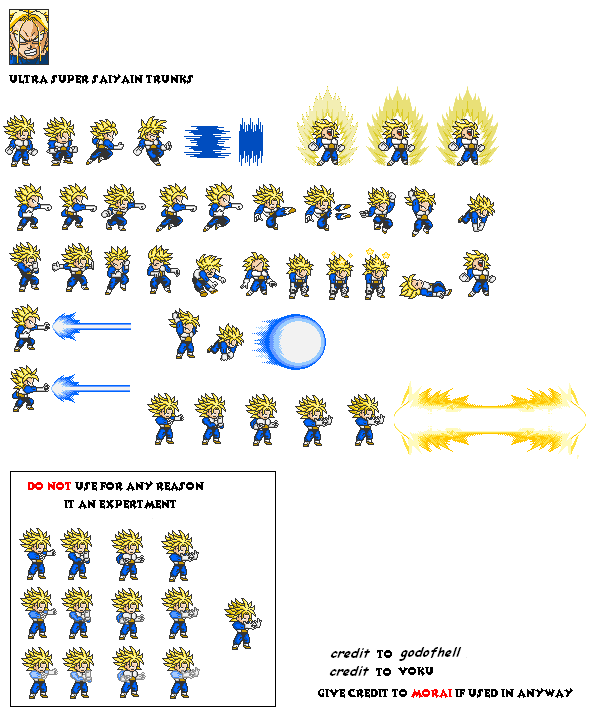 ULTRA SUPER SAIYAIN TRUNKS
DO NOT USE FOR ANY REASON
IT AN EXPERTMENT
credit TO godofhell
credit TO VOKU
GIVE CREDIT TO MORAI IF USED IN ANYWAY